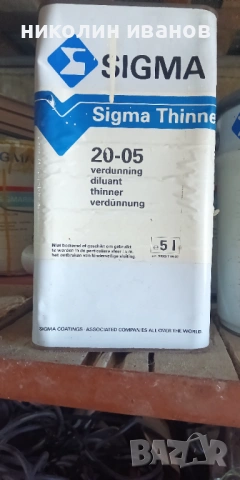 николин иванов
SIGMA
Sigma Thinne
20-05
verdunning
diluant
thinner
verdünnung
5 l
SIGMA COATINGS ASSOCIATED COMPANIES ALL OVER THE WORLD
SIGMA
bazar